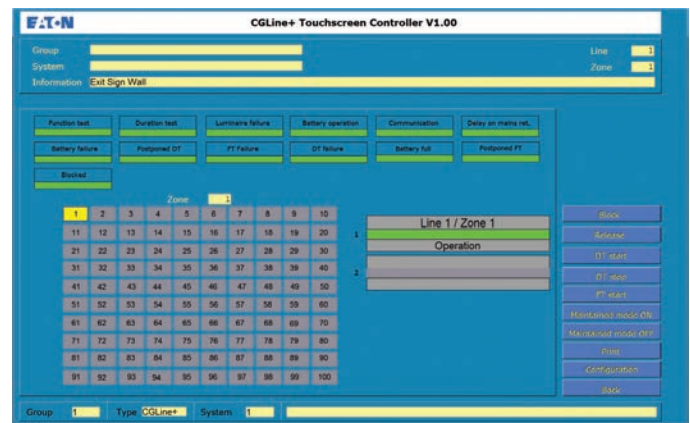 EATON CGLine+ Touchscreen Controller V1.00
Group Line 1
System Zone 1
Information Exit Sign Wall
Function test Duration test Luminaire failure Battery operation Communication Delay on mains ret.
Battery failure Postponed DT FT Failure DT failure Battery full Postponed FT
Blocked
Zone 1
1 2 3 4 5 6 7 8 9 10
11 12 13 14 15 16 17 18 19 20
21 22 23 24 25 26 27 28 29 30
31 32 33 34 35 36 37 38 39 40
41 42 43 44 45 46 47 48 49 50
51 52 53 54 55 56 57 58 59 60
61 62 63 64 65 66 67 68 69 70
71 72 73 74 75 76 77 78 79 80
81 82 83 84 85 86 87 88 89 90
91 92 93 94 95 96 97 98 99 100
Line 1 / Zone 1
1
Operation
2
Block
Release
DT start
DT stop
FT start
Maintained mode ON
Maintained mode OFF
Print
Configuration
Back
Group 1 Type CGLine+ System 1